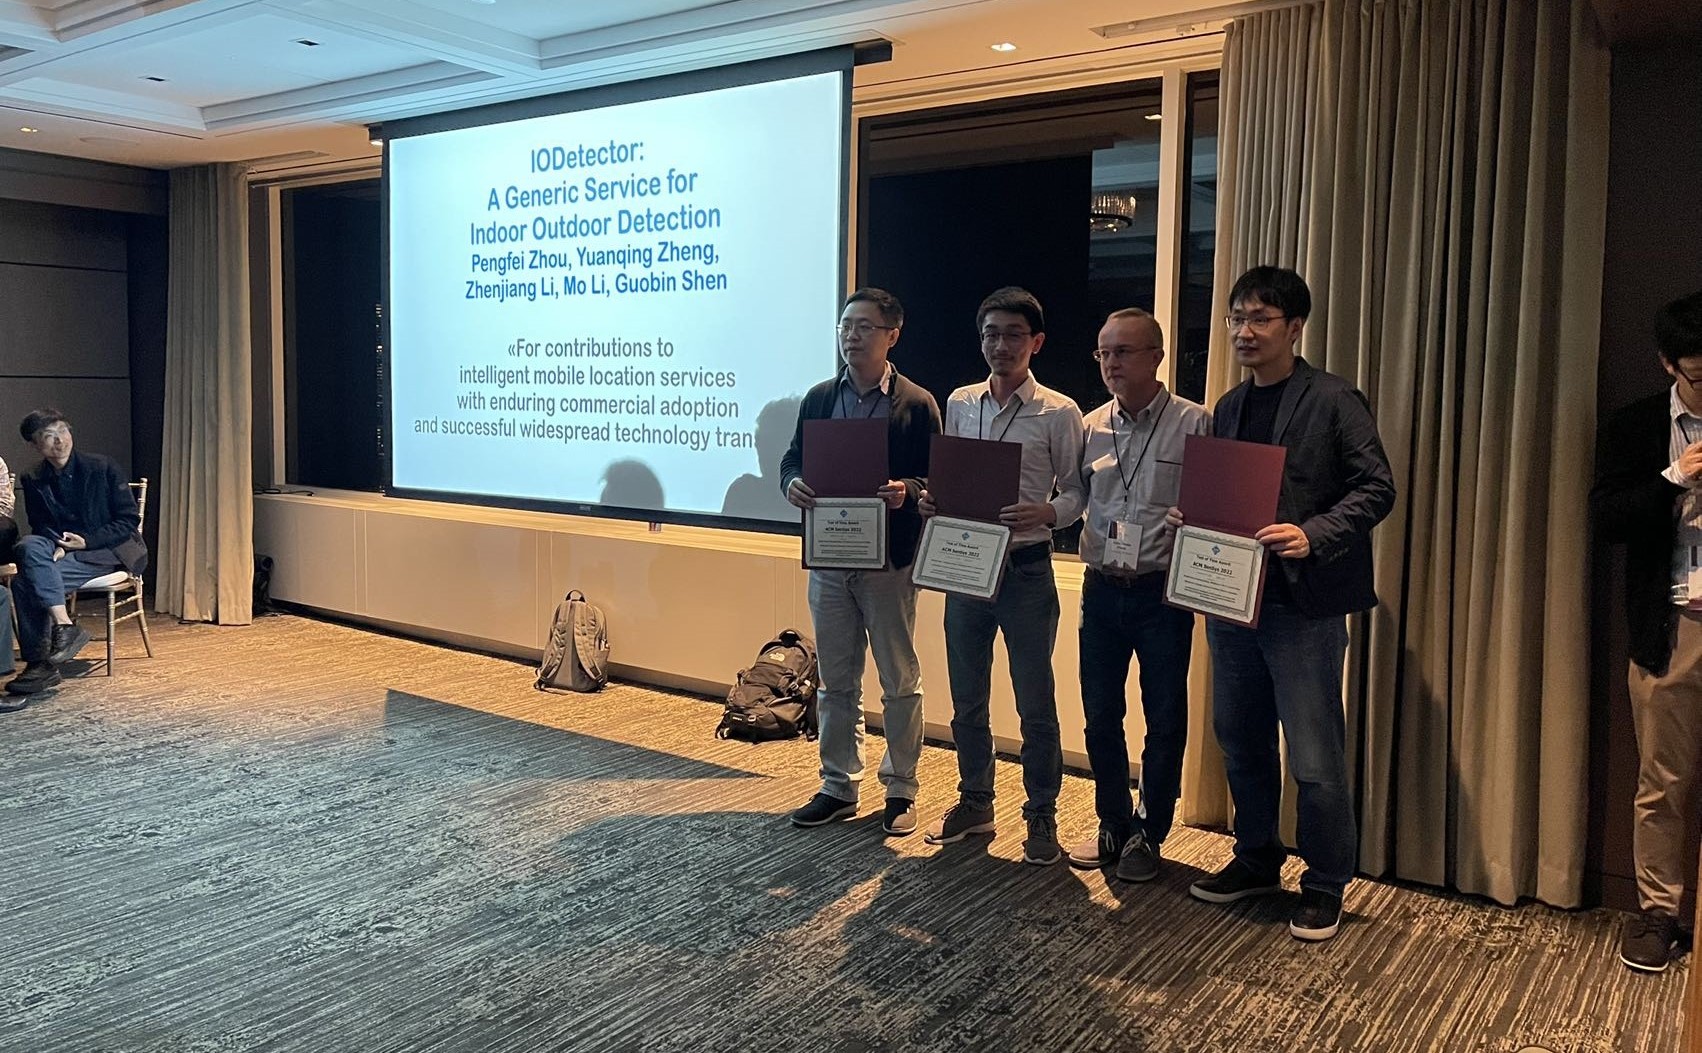 IODetector:
A Generic Service for
Indoor Outdoor Detection
Pengfei Zhou, Yuanqing Zheng,
Zhenjiang Li, Mo Li, Guobin Shen
«For contributions to
intelligent mobile location services
with enduring commercial adoption
and successful widespread technology tran
Test of Time Award
ACM SenSys 2022
Test of Time Award
ACM SenSys 2022
Test of Time Award
ACM SenSys 2022